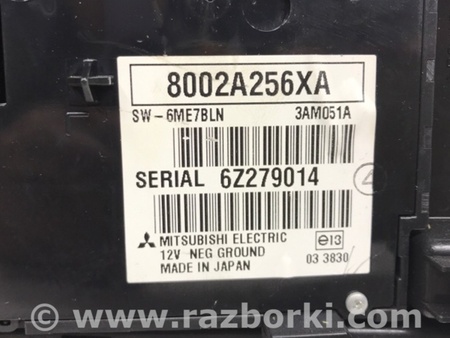 8002A256XA
SW-6ME7BLN 3AM051A
SERIAL 6Z279014
4
MITSUBISHI ELECTRIC e13
12V NEG GROUND 03 3830
MADE IN JAPAN
© www.razborki.com